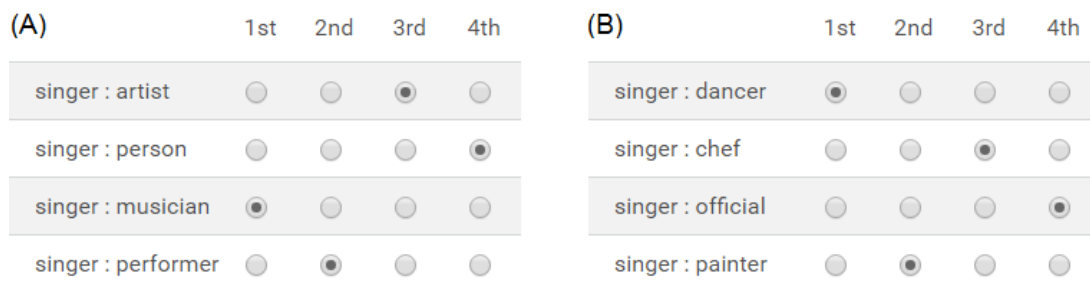 (A) 1st 2nd 3rd 4th
singer : artist
singer : person
singer : musician
singer : performer
(B) 1st 2nd 3rd 4th
singer : dancer
singer : chef
singer : official
singer : painter